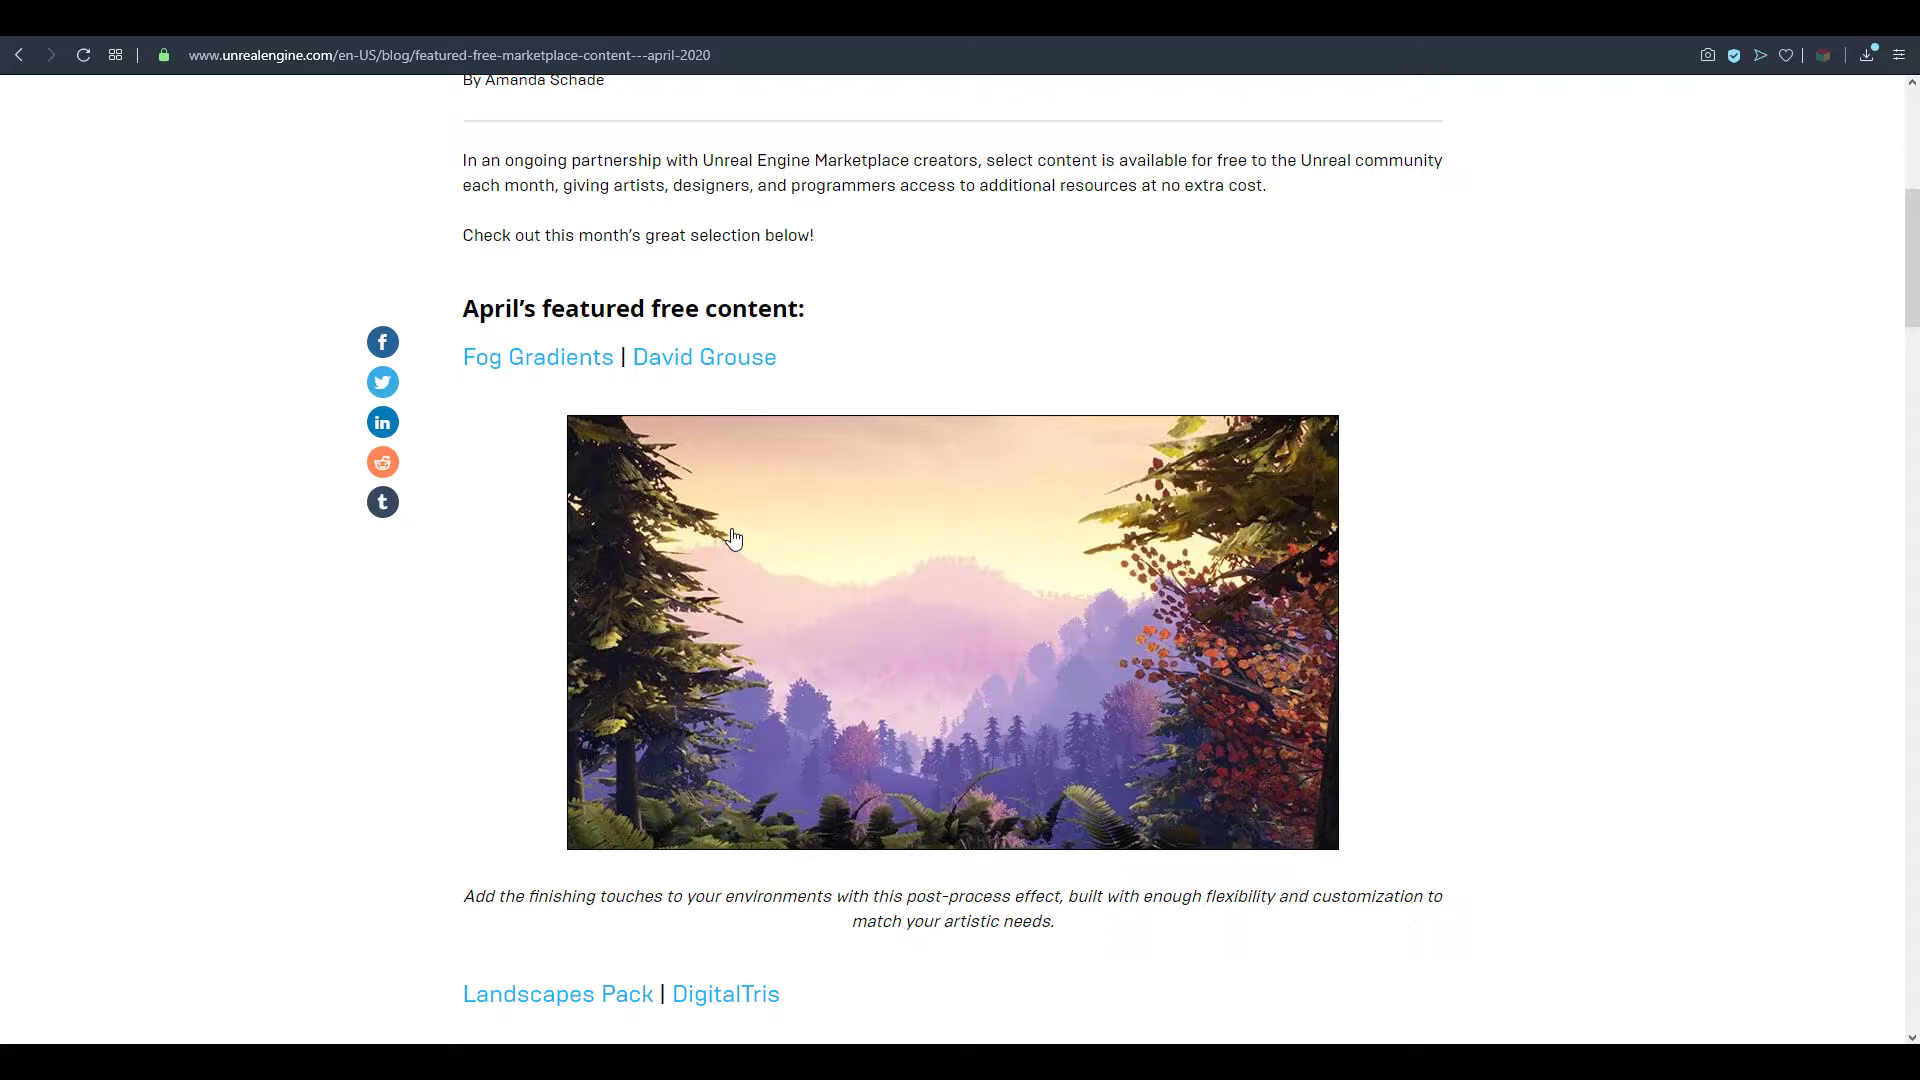 www.unrealengine.com/en-US/blog/featured-free-marketplace-content---april-2020
By Amanda Schade
In an ongoing partnership with Unreal Engine Marketplace creators, select content is available for free to the Unreal community
each month, giving artists, designers, and programmers access to additional resources at no extra cost.
Check out this month’s great selection below!
April’s featured free content:
Fog Gradients | David Grouse
Add the finishing touches to your environments with this post-process effect, built with enough flexibility and customization to
match your artistic needs.
Landscapes Pack | DigitalTris